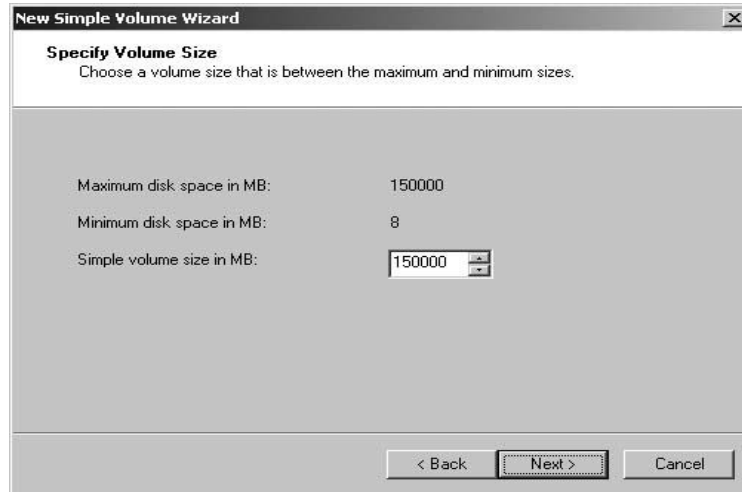 New Simple Volume Wizard
Specify Volume Size
Choose a volume size that is between the maximum and minimum sizes.
Maximum disk space in MB: 150000
Minimum disk space in MB: 8
Simple volume size in MB: 150000
< Back Next > Cancel